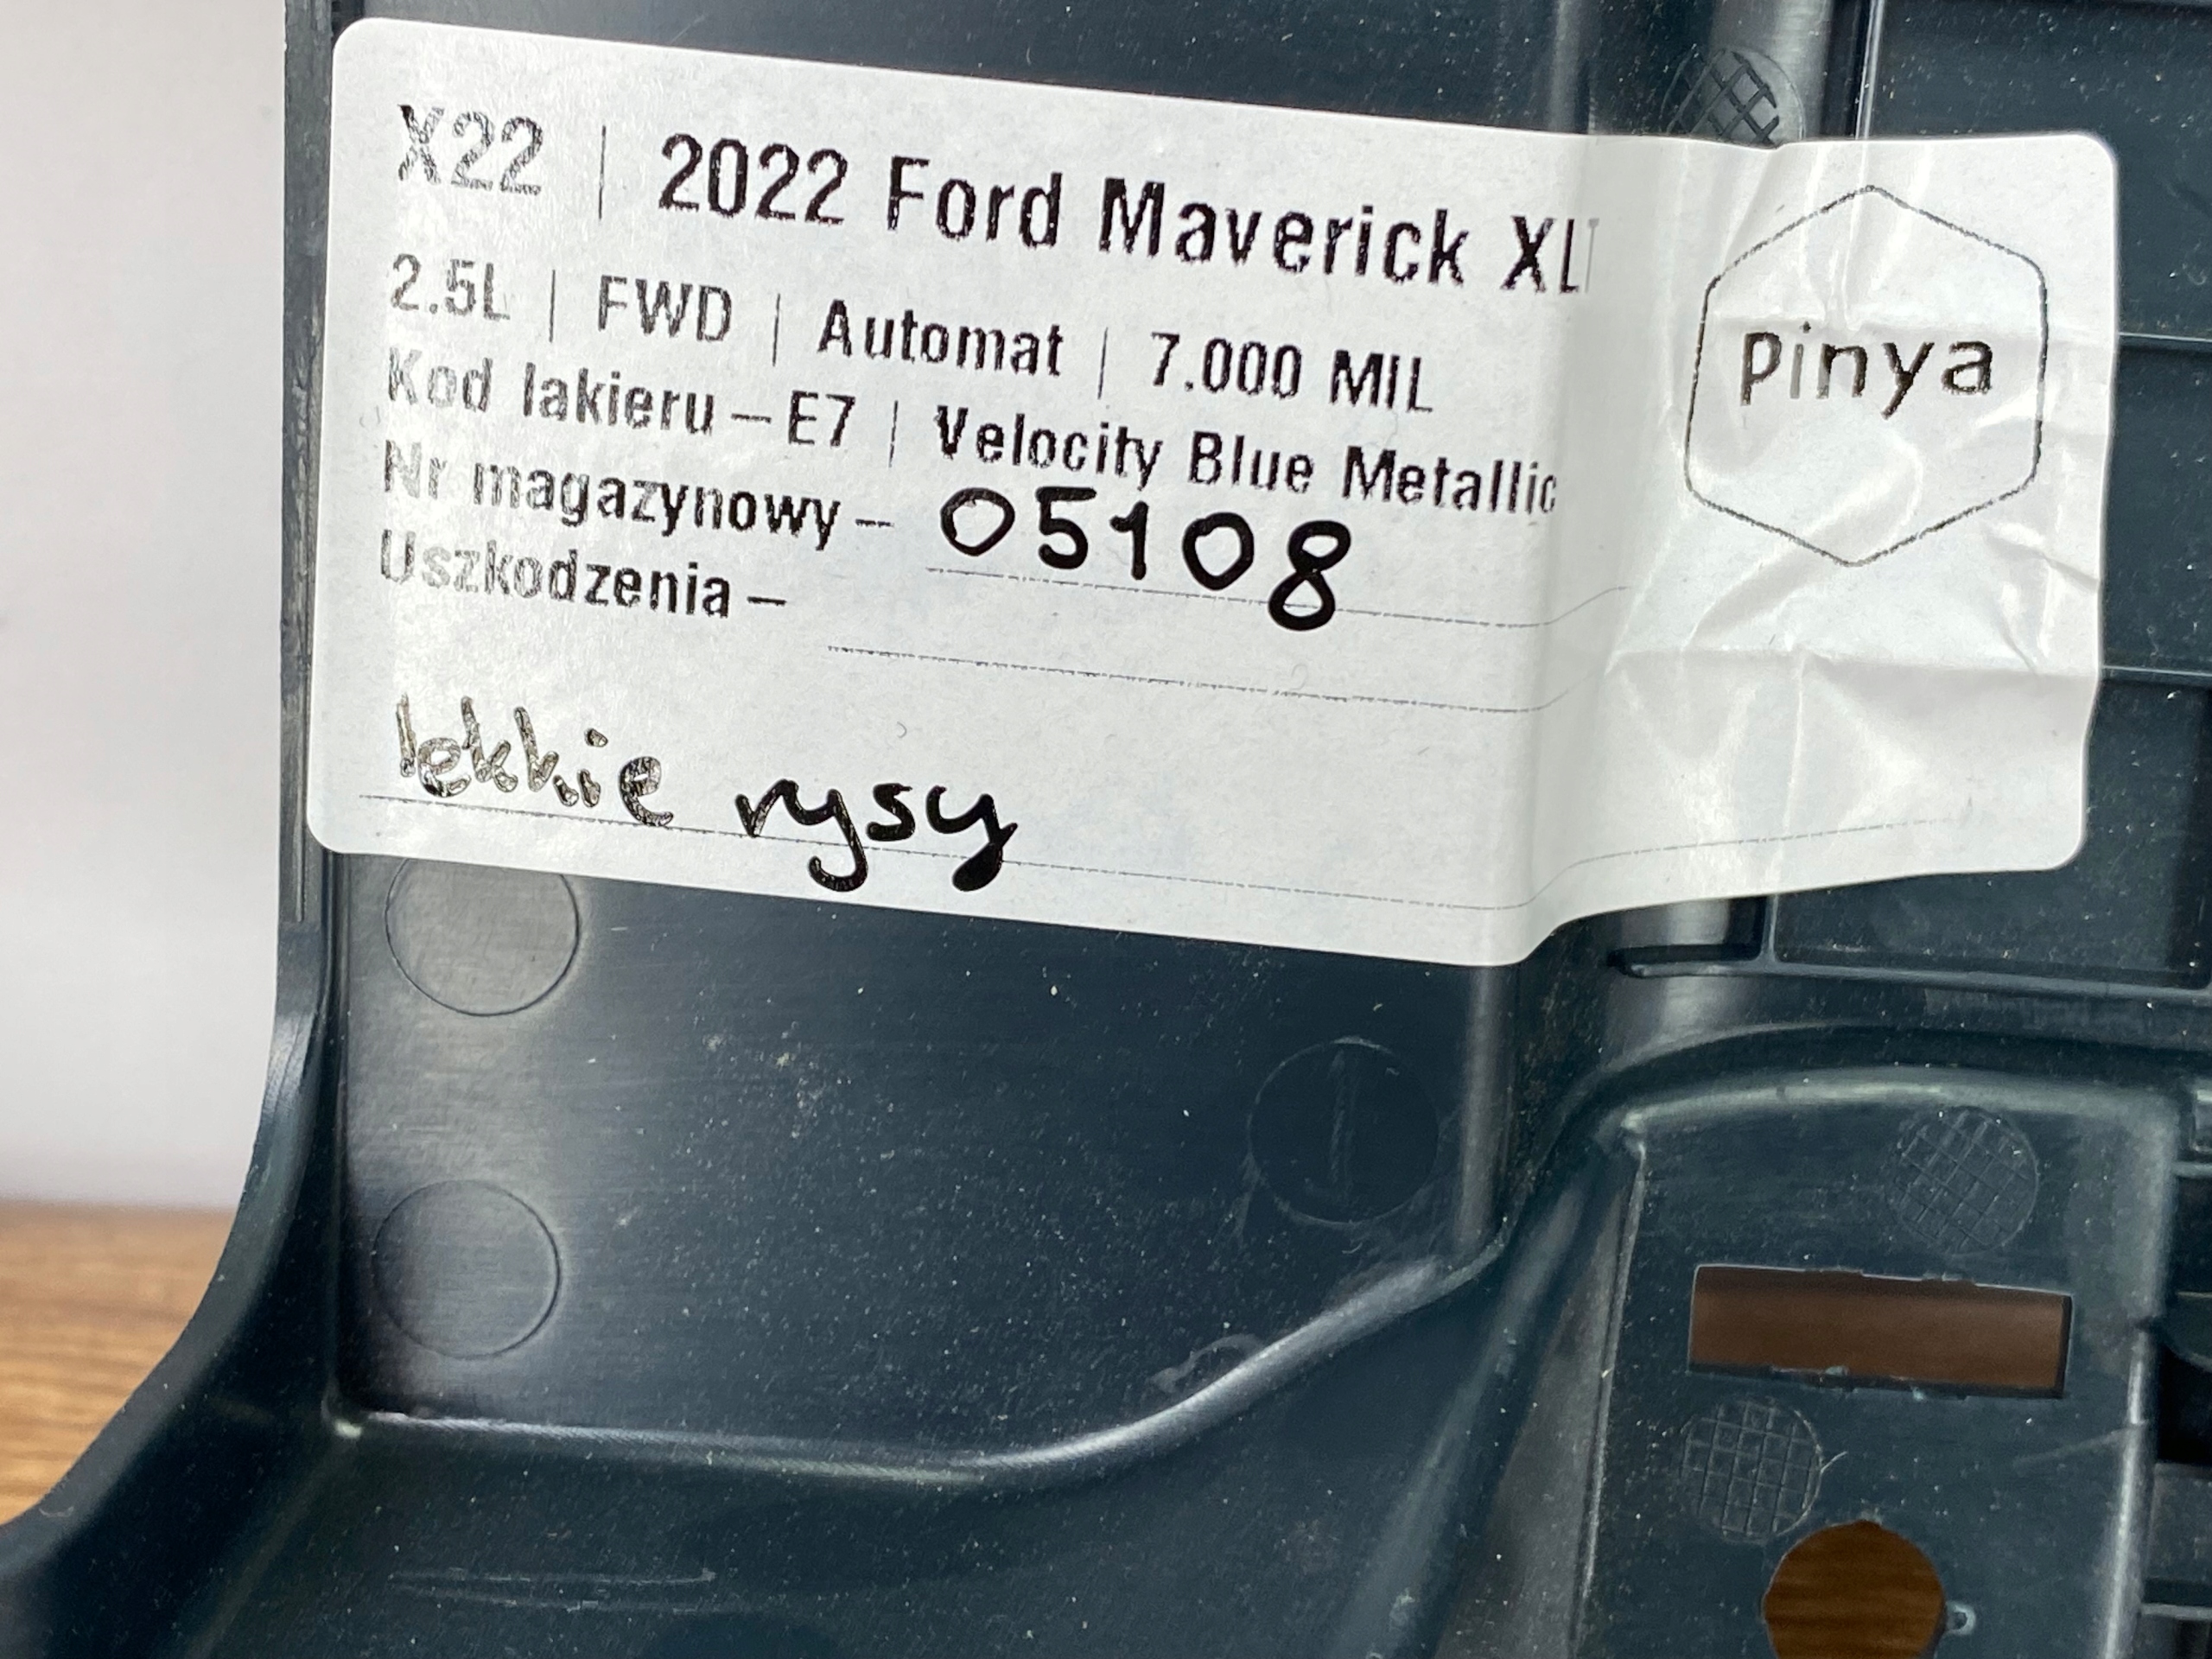 X22 | 2022 Ford Maverick XLT
2.5L | FWD | Automat | 7.000 MIL
Kod lakieru – E7 | Velocity Blue Metallic
Nr magazynowy – 05108
Uszkodzenia –
lekkie rysy
pinya